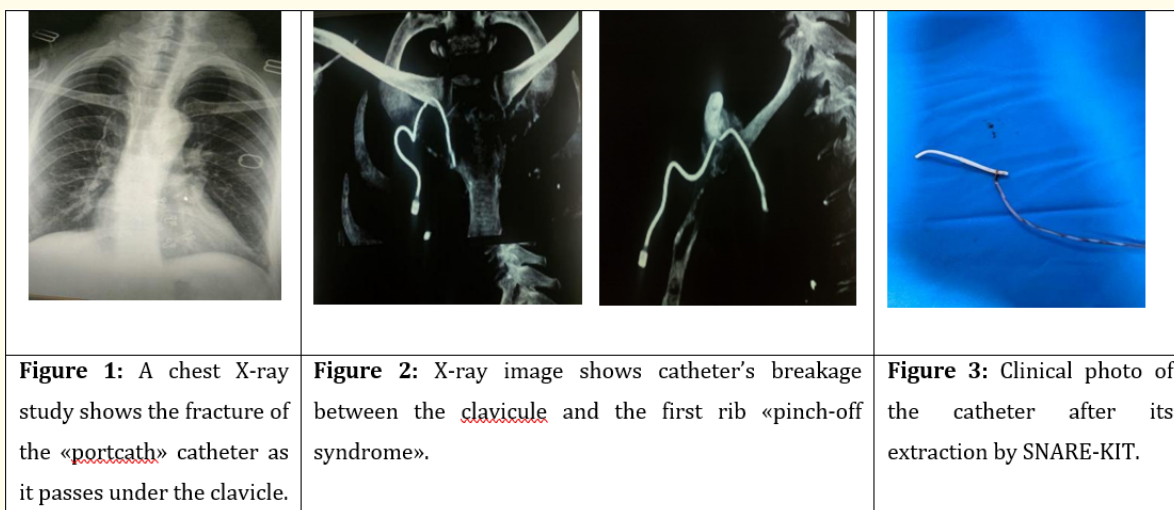 Figure 1: A chest X-ray
study shows the fracture of
the «portcath» catheter as
it passes under the clavicle.
Figure 2: X-ray image shows catheter's breakage
between the clavicule and the first rib «pinch-off
syndrome».
Figure 3: Clinical photo of
the catheter after its
extraction by SNARE-KIT.